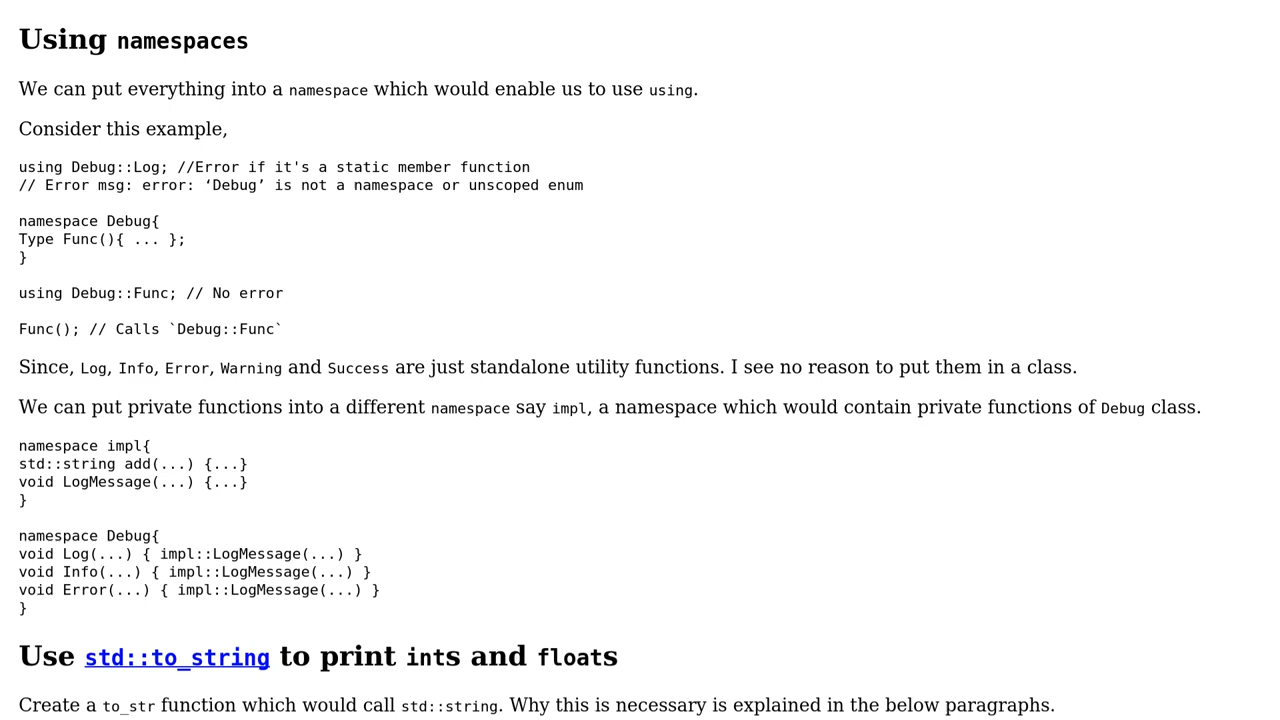 Using namespaces
We can put everything into a namespace which would enable us to use using.
Consider this example,
using Debug::Log; //Error if it's a static member function
// Error msg: error: ‘Debug’ is not a namespace or unscoped enum
namespace Debug{
Type Func(){ ... };
}
using Debug::Func; // No error
Func(); // Calls `Debug::Func`
Since, Log, Info, Error, Warning and Success are just standalone utility functions. I see no reason to put them in a class.
We can put private functions into a different namespace say impl, a namespace which would contain private functions of Debug class.
namespace impl{
std::string add(...) {...}
void LogMessage(...) {...}
}
namespace Debug{
void Log(...) { impl::LogMessage(...) }
void Info(...) { impl::LogMessage(...) }
void Error(...) { impl::LogMessage(...) }
}
Use std::to_string to print ints and floats
Create a to_str function which would call std::string. Why this is necessary is explained in the below paragraphs.